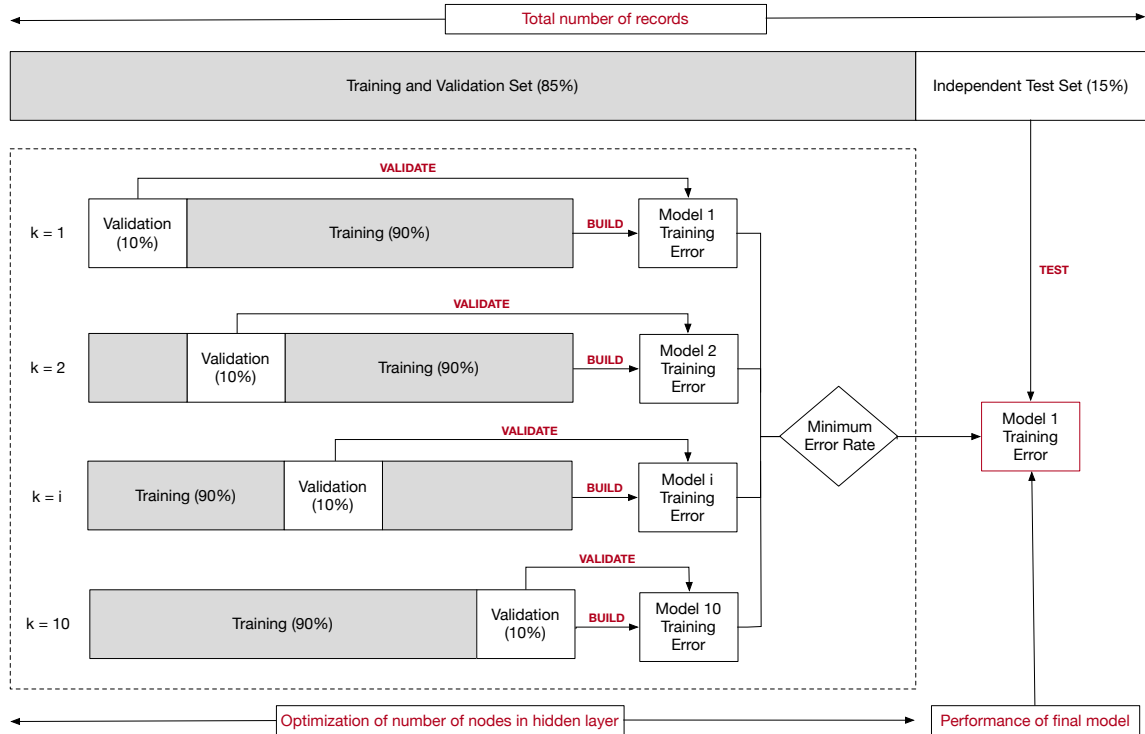 Total number of records
Training and Validation Set (85%)
Independent Test Set (15%)
VALIDATE
k = 1
Validation
(10%)
Training (90%)
BUILD
Model 1
Training
Error
TEST
VALIDATE
k = 2
Validation
(10%)
Training (90%)
BUILD
Model 2
Training
Error
Minimum
Error Rate
Model 1
Training
Error
VALIDATE
k = i
Training (90%)
Validation
(10%)
BUILD
Model i
Training
Error
VALIDATE
k = 10
Training (90%)
Validation
(10%)
BUILD
Model 10
Training
Error
Optimization of number of nodes in hidden layer
Performance of final model